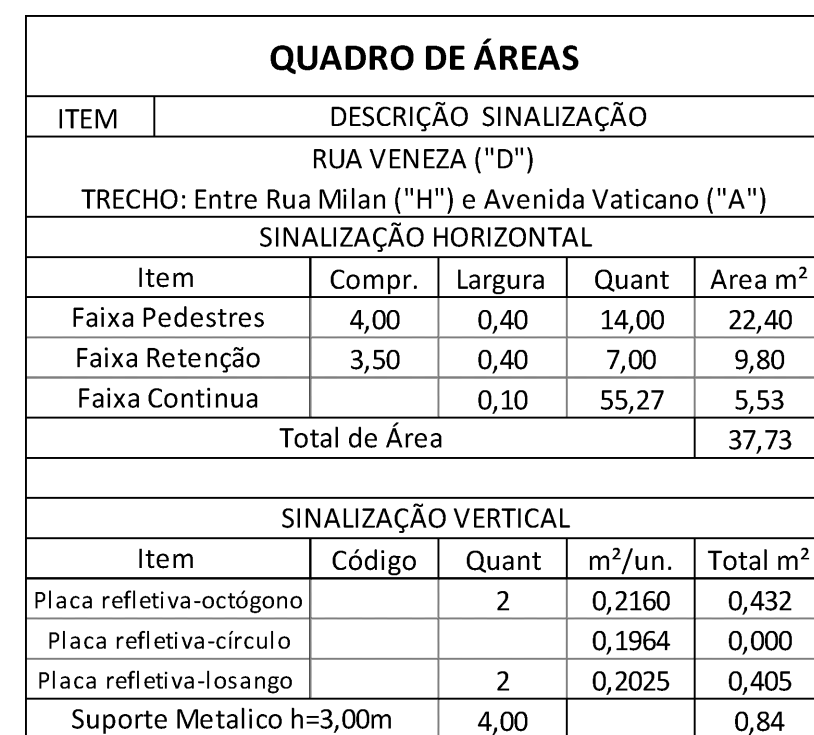 QUADRO DE ÁREAS
ITEM DESCRIÇÃO SINALIZAÇÃO
RUA VENEZA ("D")
TRECHO: Entre Rua Milan ("H") e Avenida Vaticano ("A")
SINALIZAÇÃO HORIZONTAL
Item Compr. Largura Quant Area m²
Faixa Pedestres 4,00 0,40 14,00 22,40
Faixa Retenção 3,50 0,40 7,00 9,80
Faixa Continua 0,10 55,27 5,53
Total de Área 37,73
SINALIZAÇÃO VERTICAL
Item Código Quant m²/un. Total m²
Placa refletiva-octógono 2 0,2160 0,432
Placa refletiva-círculo 0,1964 0,000
Placa refletiva-losango 2 0,2025 0,405
Suporte Metalico h=3,00m 4,00 0,84